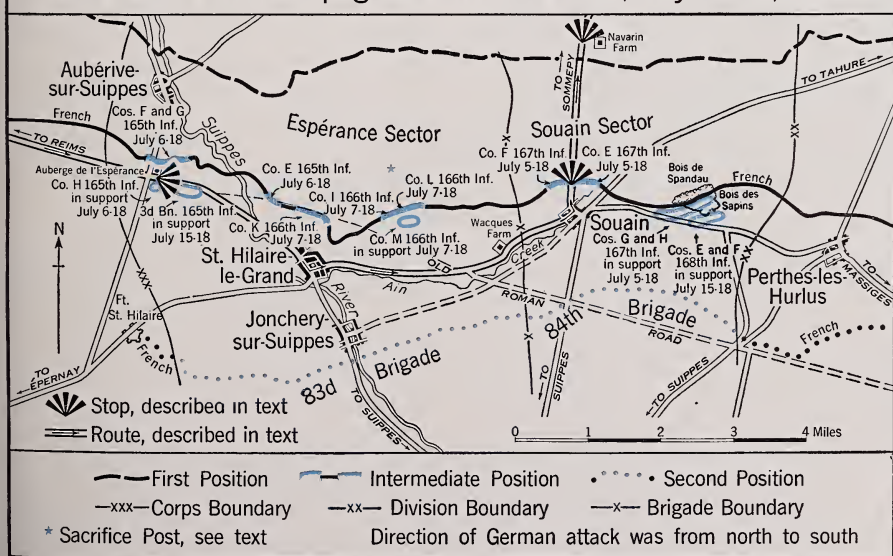 Navarin
Farm
TO
SOMMEPY
TO TAHURE
Aubérive-
sur-Suippes
French
Cos. F and G
165th Inf.
July 6-18
Suippes
River
Espérance Sector
Souain Sector
TO REIMS
Auberge de l'Espérance
Co. H 165th Inf.
in support
July 6-18
3d Bn. 165th Inf.
in support
July 15-18
Co. E 165th Inf.
July 6-18
Co. I 166th Inf.
July 7-18
Co. K 166th Inf.
July 7-18
*
Co. L 166th Inf.
July 7-18
Co. M 166th Inf.
in support July 7-18
Co. F 167th Inf.
July 5-18
Co. E 167th Inf.
July 5-18
Bois de
Spandau
French
Bois des
Sapins
Wacques
Farm
Souain
Cos. G and H
167th Inf.
in support
July 5-18
Cos. E and F
168th Inf.
in support
July 15-18
Perthes-lès-
Hurlus
TO
MASSIGES
N
xxx
xx
xx
x
x
St. Hilaire-
le-Grand
Ain
Creek
OLD
ROMAN
ROAD
Ft.
St. Hilaire
French
Jonchery-
sur-Suippes
83d Brigade
84th Brigade
French
TO
EPERNAY
TO SUIPPES
TO
SUIPPES
TO SUIPPES
Stop, described in text
Route, described in text
0 1 2 3 4 Miles
First Position
Intermediate Position
Second Position
xxx Corps Boundary
xx Division Boundary
x Brigade Boundary
* Sacrifice Post, see text
Direction of German attack was from north to south